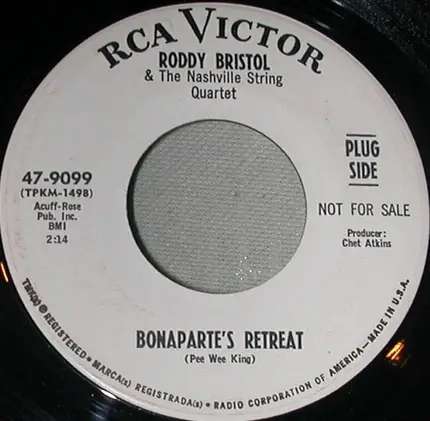 RCA VICTOR
RODDY BRISTOL
& The Nashville String
Quartet
47-9099
(TPKM-1498)
Acuff-Rose
Pub. Inc.
BMI
2:14
PLUG
SIDE
NOT FOR SALE
Producer:
Chet Atkins
BONAPARTE'S RETREAT
(Pee Wee King)
TMK(s) ® REGISTERED • MARCA(s) REGISTRADA(s) • RADIO CORPORATION OF AMERICA—MADE IN U.S.A.